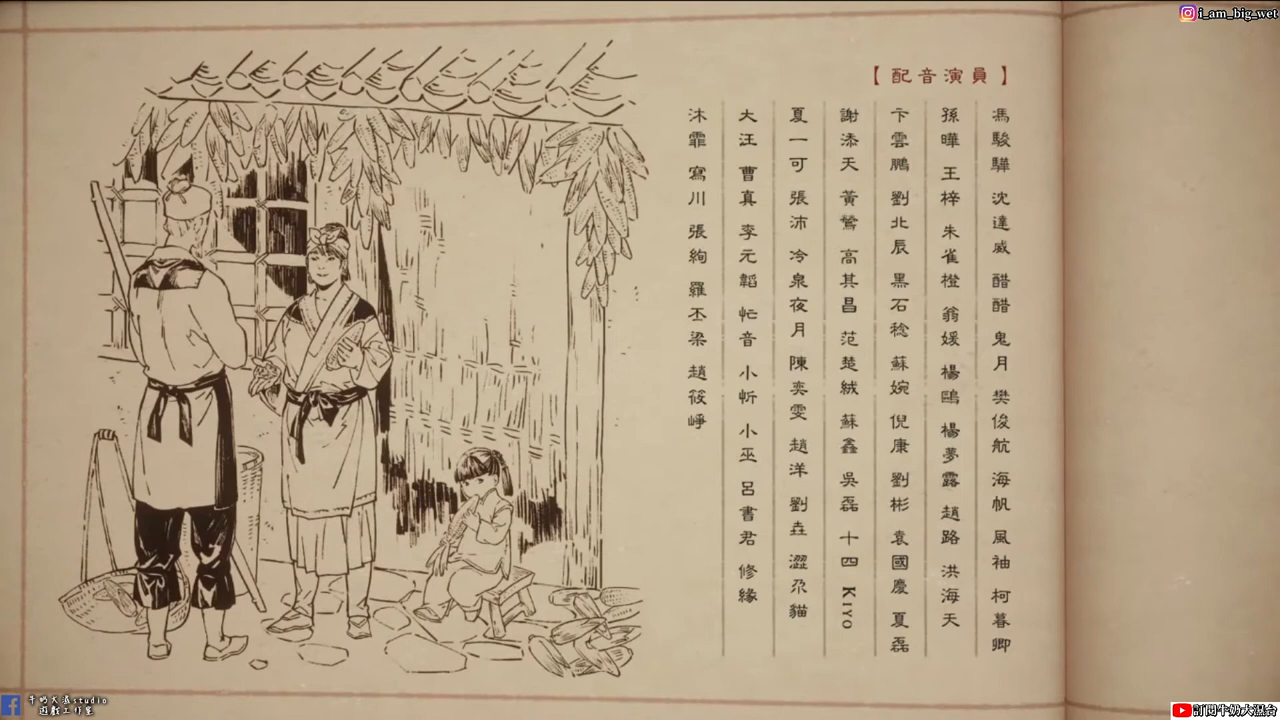 i_am_big_wet
【 配音演員 】
馮駿驊 沈達威 醋醋 鬼月 樊俊航 海帆 風袖 柯暮卿
孫曄 王梓 朱雀橙 翁媛 楊鷗 楊夢露 趙路 洪海天
卞雲鵬 劉北辰 黑石稔 蘇婉 倪康 劉彬 袁國慶 夏磊
謝添天 黃鶯 高其昌 范楚絨 蘇鑫 吳磊 十四 KIYO
夏一可 張沛 冷泉夜月 陳奕雯 趙洋 劉垚 澀尕貓
大汪 曹真 李元韜 忙音 小昕 小巫 呂書君 修緣
沐霏 寫川 張絢 羅丕梁 趙筱崢
牛奶大濕studio
遊戲工作室
訂閱牛奶大濕台